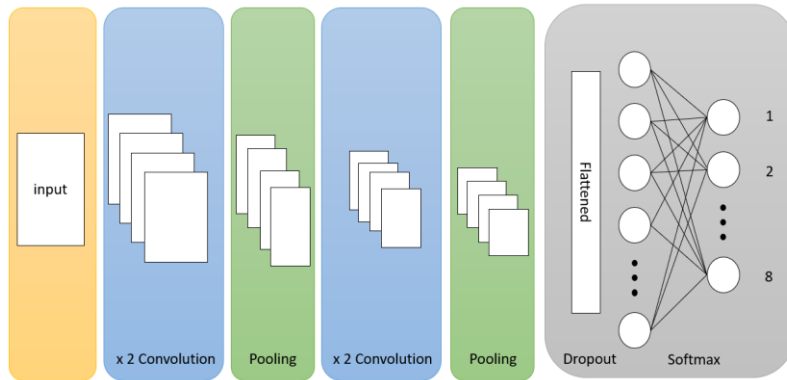 input
x 2 Convolution
Pooling
x 2 Convolution
Pooling
Flattened
Dropout
1
2
8
Softmax